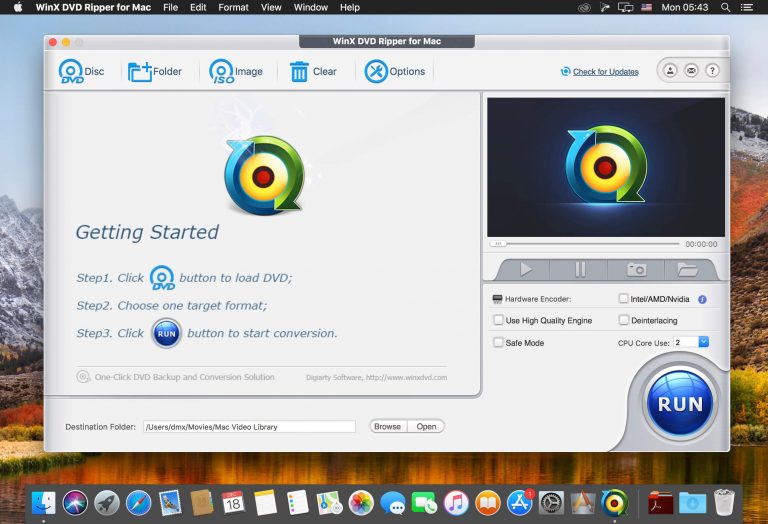 WinX DVD Ripper for Mac File Edit Format View Window Help Mon 05:43
WinX DVD Ripper for Mac
DVD Disc Folder ISO Image Clear Options Check for Updates ?
Getting Started
Step1. Click DVD button to load DVD;
Step2. Choose one target format;
Step3. Click RUN button to start conversion.
One-Click DVD Backup and Conversion Solution Digiarty Software, http://www.winxdvd.com
00:00:00
Hardware Encoder: Intel/AMD/Nvidia i
Use High Quality Engine Deinterlacing
Safe Mode CPU Core Use: 2
RUN
Destination Folder: /Users/dmx/Movies/Mac Video Library Browse Open
18
1